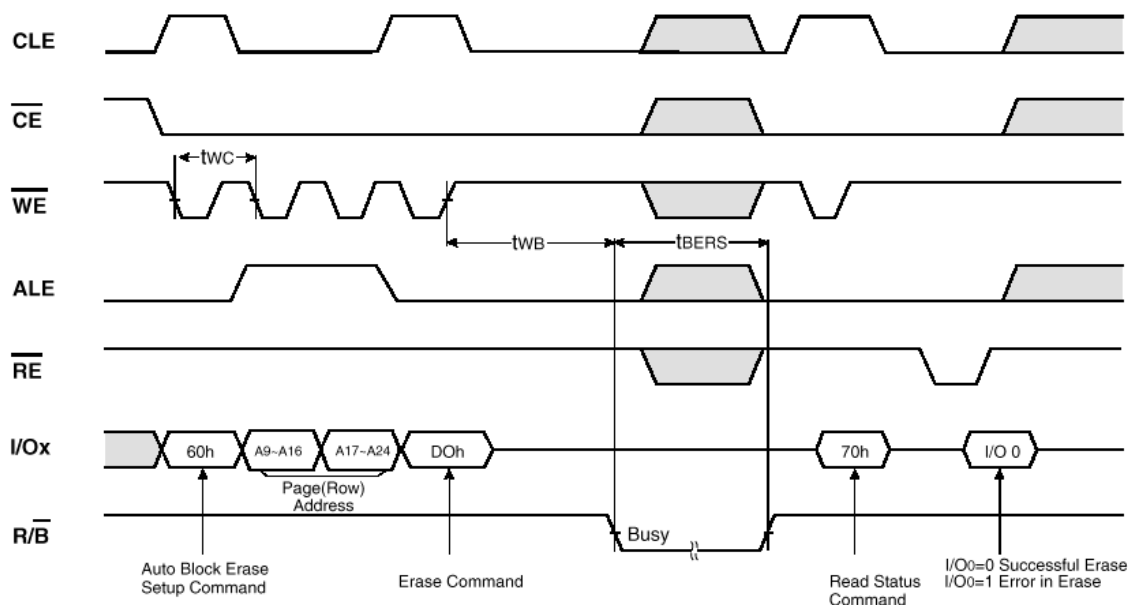 CLE
CE
tWC
WE
tWB
tBERS
ALE
RE
I/Ox
60h
A9~A16
A17~A24
DOh
70h
I/O 0
Page(Row)
Address
R/B
Busy
Auto Block Erase
Setup Command
Erase Command
Read Status
Command
I/O0=0 Successful Erase
I/O0=1 Error in Erase